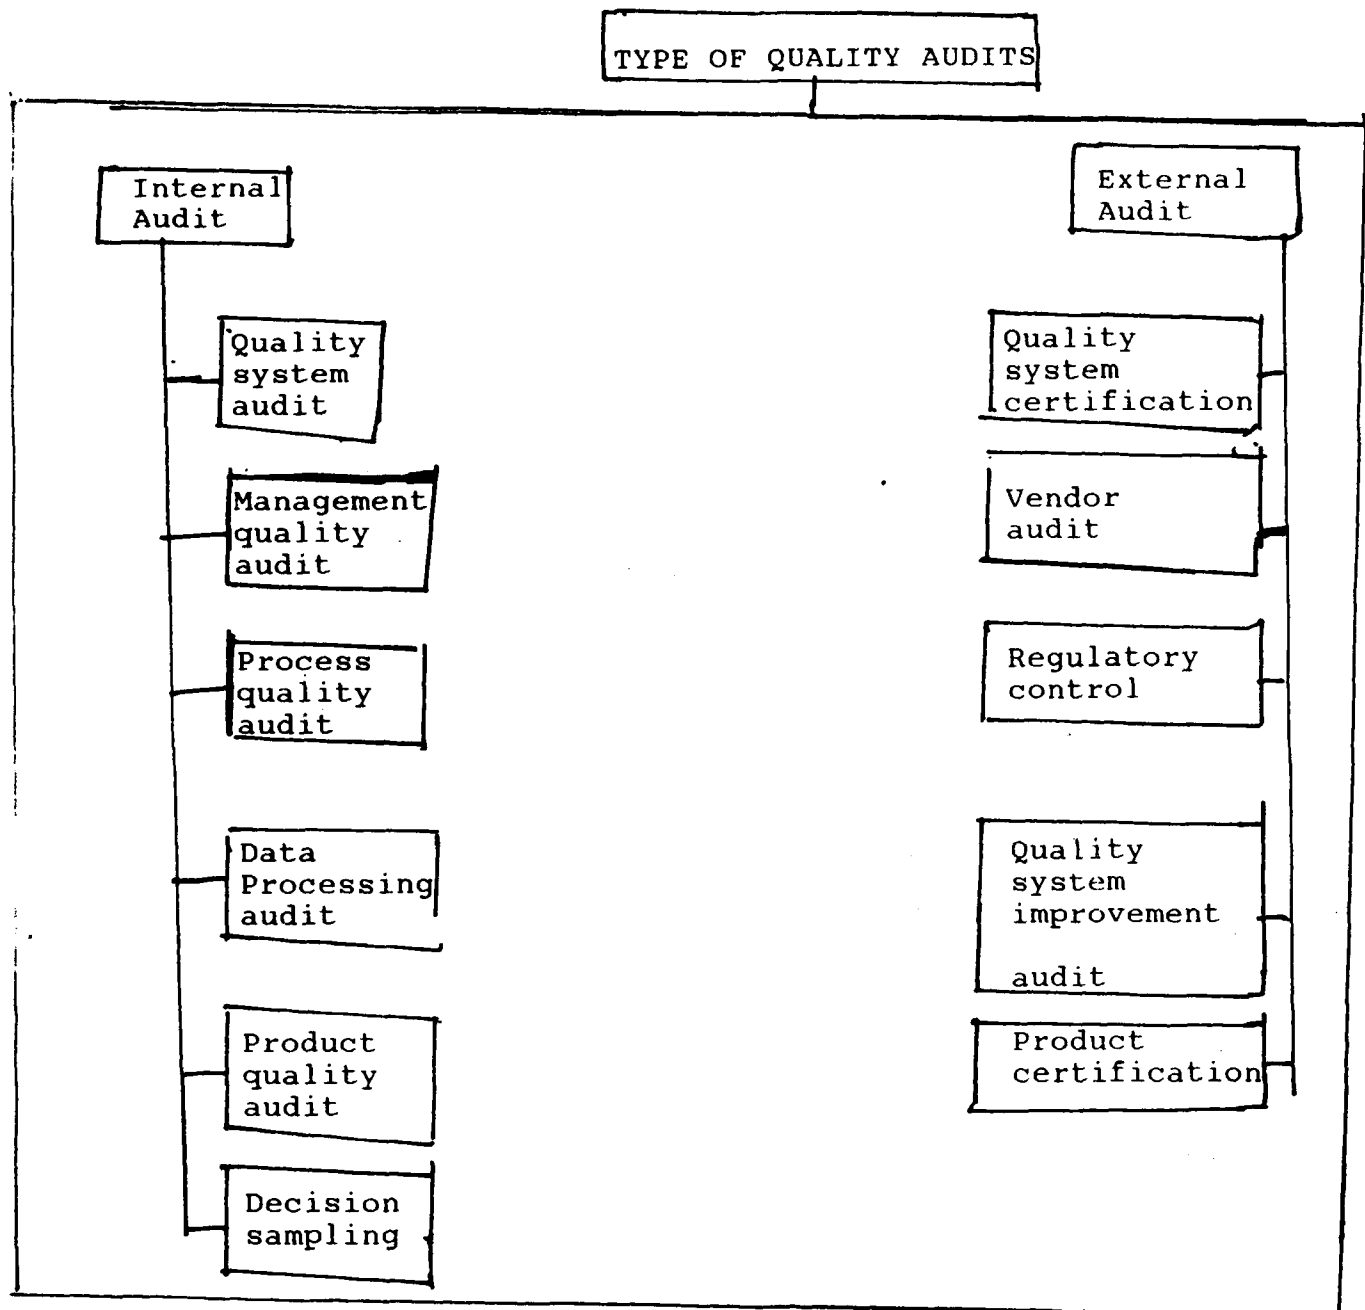 TYPE OF QUALITY AUDITS
Internal
Audit
Quality
system
audit
Management
quality
audit
Process
quality
audit
Data
Processing
audit
Product
quality
audit
Decision
sampling
External
Audit
Quality
system
certification
Vendor
audit
Regulatory
control
Quality
system
improvement
audit
Product
certification